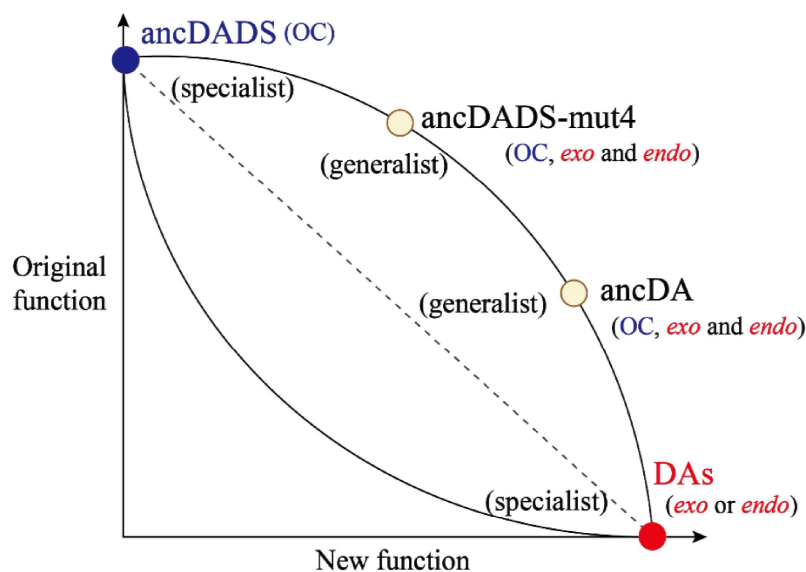 ancDADS (OC)
(specialist)
ancDADS-mut4
(OC, exo and endo)
(generalist)
Original
function
(generalist)
ancDA
(OC, exo and endo)
DAs
(specialist)
(exo or endo)
New function